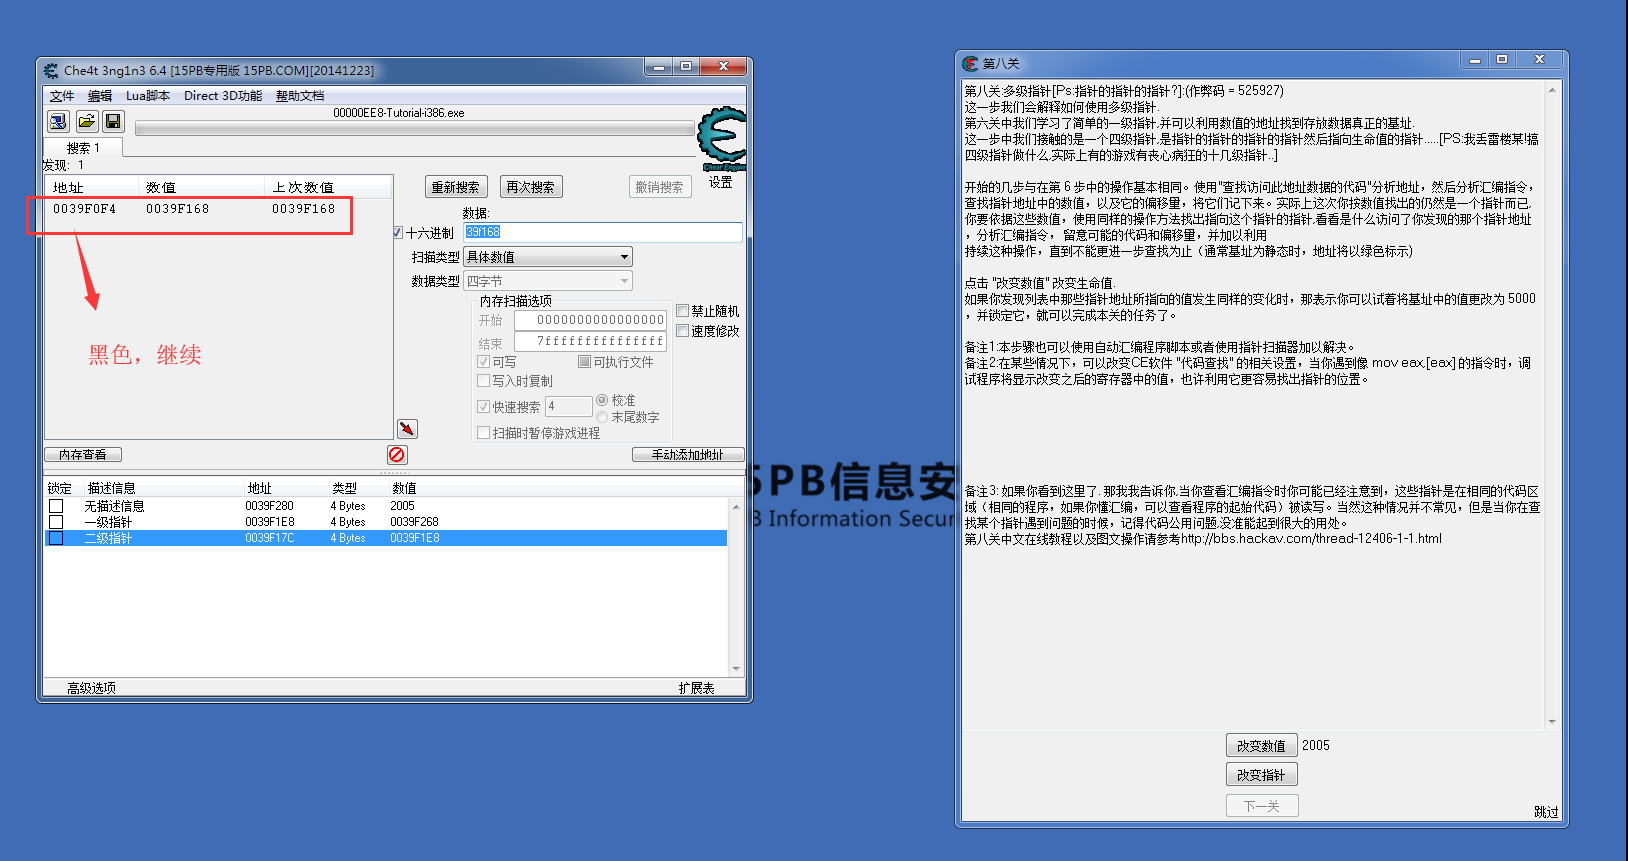 Che4t 3ng1n3 6.4 [15PB专用版 15PB.COM][20141223]
文件 编辑 Lua脚本 Direct 3D功能 帮助文档
00000EE8-Tutorial-i386.exe
搜索 1
发现: 1
设置
地址 数值 上次数值
0039F0F4 0039F168 0039F168
黑色，继续
重新搜索 再次搜索 撤销搜索
数据:
十六进制 39f168
扫描类型 具体数值
数据类型 四字节
内存扫描选项
开始 0000000000000000
结束 7fffffffffffffff
可写 可执行文件
写入时复制
快速搜索 4 校准
末尾数字
扫描时暂停游戏进程
禁止随机
速度修改
内存查看 手动添加地址
锁定 描述信息 地址 类型 数值
无描述信息 0039F280 4 Bytes 2005
一级指针 0039F1E8 4 Bytes 0039F268
二级指针 0039F17C 4 Bytes 0039F1E8
高级选项 扩展表
5PB信息安
Information Secur
第八关
第八关:多级指针[Ps:指针的指针的指针?]:(作弊码 = 525927)
这一步我们会解释如何使用多级指针.
第六关中我们学习了简单的一级指针.并可以利用数值的地址找到存放数据真正的基址.
这一步中我们接触的是一个四级指针.是指针的指针的指针的指针然后指向生命值的指针.....[PS:我丢雷楼某!搞
四级指针做什么.实际上有的游戏有丧心病狂的十几级指针..]
开始的几步与在第 6 步中的操作基本相同。使用"查找访问此地址数据的代码"分析地址，然后分析汇编指令，
查找指针地址中的数值，以及它的偏移量，将它们记下来。实际上这次你按数值找出的仍然是一个指针而已.
你要依据这些数值，使用同样的操作方法找出指向这个指针的指针.看看是什么访问了你发现的那个指针地址
，分析汇编指令， 留意可能的代码和偏移量，并加以利用
持续这种操作，直到不能更进一步查找为止（通常基址为静态时，地址将以绿色标示)
点击 "改变数值" 改变生命值.
如果你发现列表中那些指针地址所指向的值发生同样的变化时，那表示你可以试着将基址中的值更改为 5000
，并锁定它，就可以完成本关的任务了。
备注1:本步骤也可以使用自动汇编程序脚本或者使用指针扫描器加以解决。
备注2:在某些情况下，可以改变CE软件 "代码查找" 的相关设置，当你遇到像 mov eax,[eax] 的指令时，调
试程序将显示改变之后的寄存器中的值，也许利用它更容易找出指针的位置。
备注3: 如果你看到这里了. 那我我告诉你.当你查看汇编指令时你可能已经注意到，这些指针是在相同的代码区
域（相同的程序，如果你懂汇编，可以查看程序的起始代码）被读写。当然这种情况并不常见，但是当你在查
找某个指针遇到问题的时候，记得代码公用问题.没准能起到很大的用处。
第八关中文在线教程以及图文操作请参考http://bbs.hackav.com/thread-12406-1-1.html
改变数值 2005
改变指针
下一关
跳过